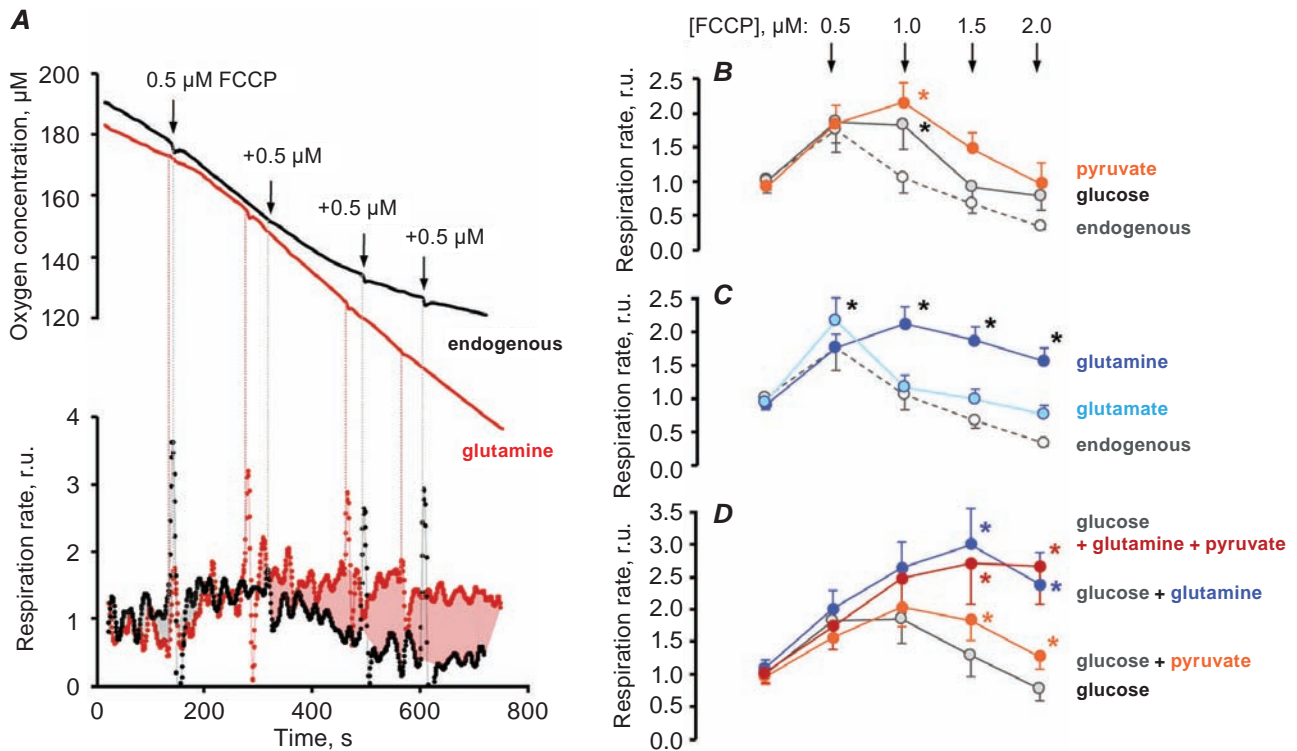 A
200
180
160
140
120
Oxygen concentration, µM
0.5 µM FCCP
+0.5 µM
+0.5 µM
+0.5 µM
endogenous
glutamine
4
3
2
1
0
Respiration rate, r.u.
0
200
400
600
800
Time, s
[FCCP], µM: 0.5 1.0 1.5 2.0
B
2.5
2.0
1.5
1.0
0.5
0.0
Respiration rate, r.u.
*
*
pyruvate
glucose
endogenous
C
2.5
2.0
1.5
1.0
0.5
0.0
Respiration rate, r.u.
* * * *
glutamine
glutamate
endogenous
D
3.5
3.0
2.5
2.0
1.5
1.0
0.5
0.0
Respiration rate, r.u.
* *
* *
* *
glucose
+ glutamine + pyruvate
glucose + glutamine
glucose + pyruvate
glucose